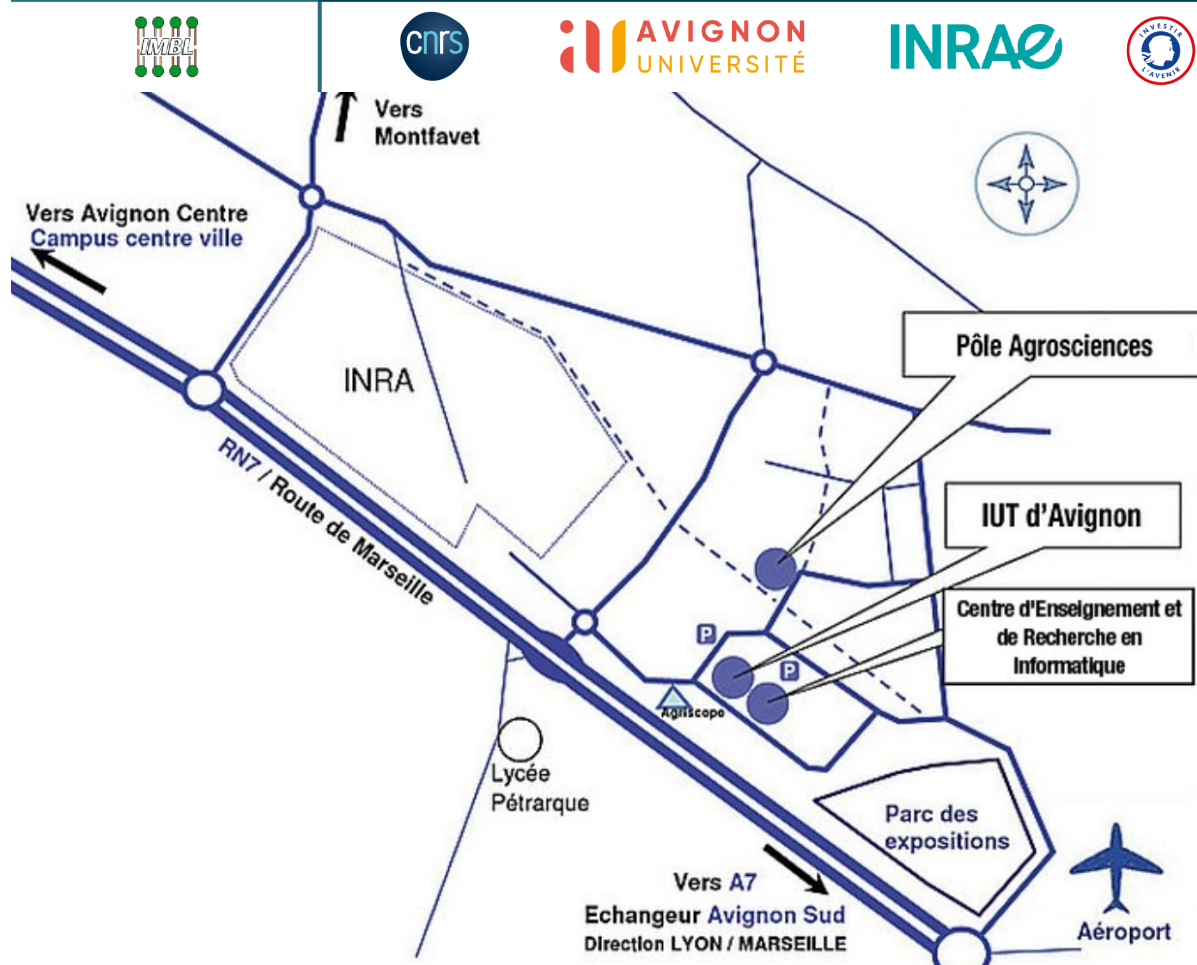 IMBL
cnrs
AVIGNON
UNIVERSITÉ
INRAE
INVESTIR
L'AVENIR
Vers
Montfavet
Vers Avignon Centre
Campus centre ville
Pôle Agrosciences
INRA
RN7 / Route de Marseille
IUT d'Avignon
Centre d'Enseignement et
de Recherche en
Informatique
P
P
Agriscope
Lycée
Pétrarque
Parc des
expositions
Vers A7
Echangeur Avignon Sud
Direction LYON / MARSEILLE
Aéroport